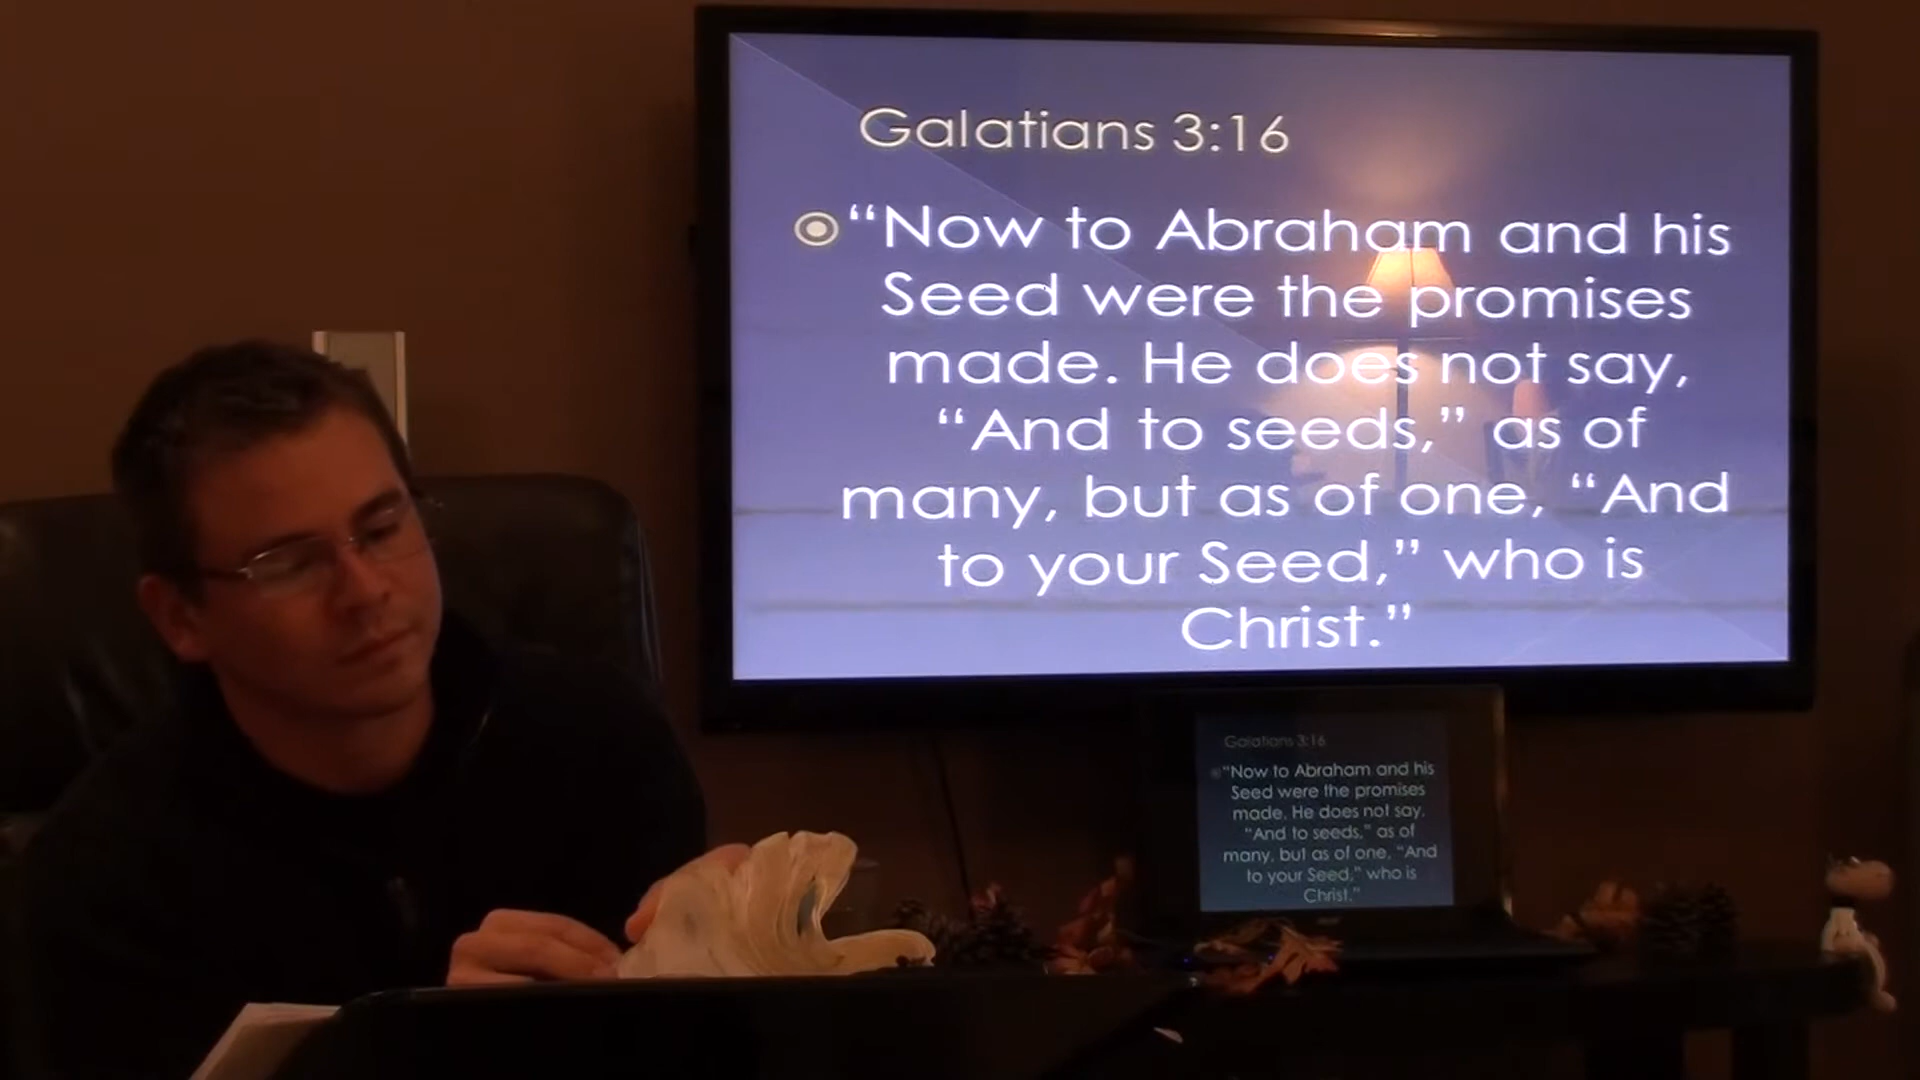 Galatians 3:16
“Now to Abraham and his
Seed were the promises
made. He does not say,
“And to seeds,” as of
many, but as of one, “And
to your Seed,” who is
Christ.”
Galatians 3:16
“Now to Abraham and his
Seed were the promises
made. He does not say,
“And to seeds,” as of
many, but as of one, “And
to your Seed,” who is
Christ.”